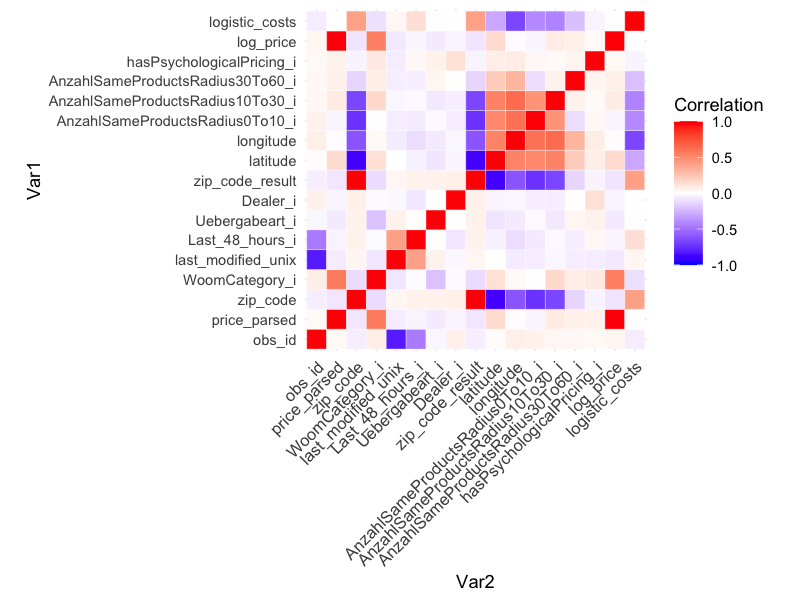 logistic_costs
log_price
hasPsychologicalPricing_i
AnzahlSameProductsRadius30To60_i
AnzahlSameProductsRadius10To30_i
AnzahlSameProductsRadius0To10_i
longitude
latitude
zip_code_result
Dealer_i
Uebergabeart_i
Last_48_hours_i
last_modified_unix
WoomCategory_i
zip_code
price_parsed
obs_id
Var1
obs_id
price_parsed
zip_code
WoomCategory_i
last_modified_unix
Last_48_hours_i
Uebergabeart_i
Dealer_i
zip_code_result
latitude
longitude
AnzahlSameProductsRadius0To10_i
AnzahlSameProductsRadius10To30_i
AnzahlSameProductsRadius30To60_i
hasPsychologicalPricing_i
log_price
logistic_costs
Var2
Correlation
1.0
0.5
0.0
-0.5
-1.0